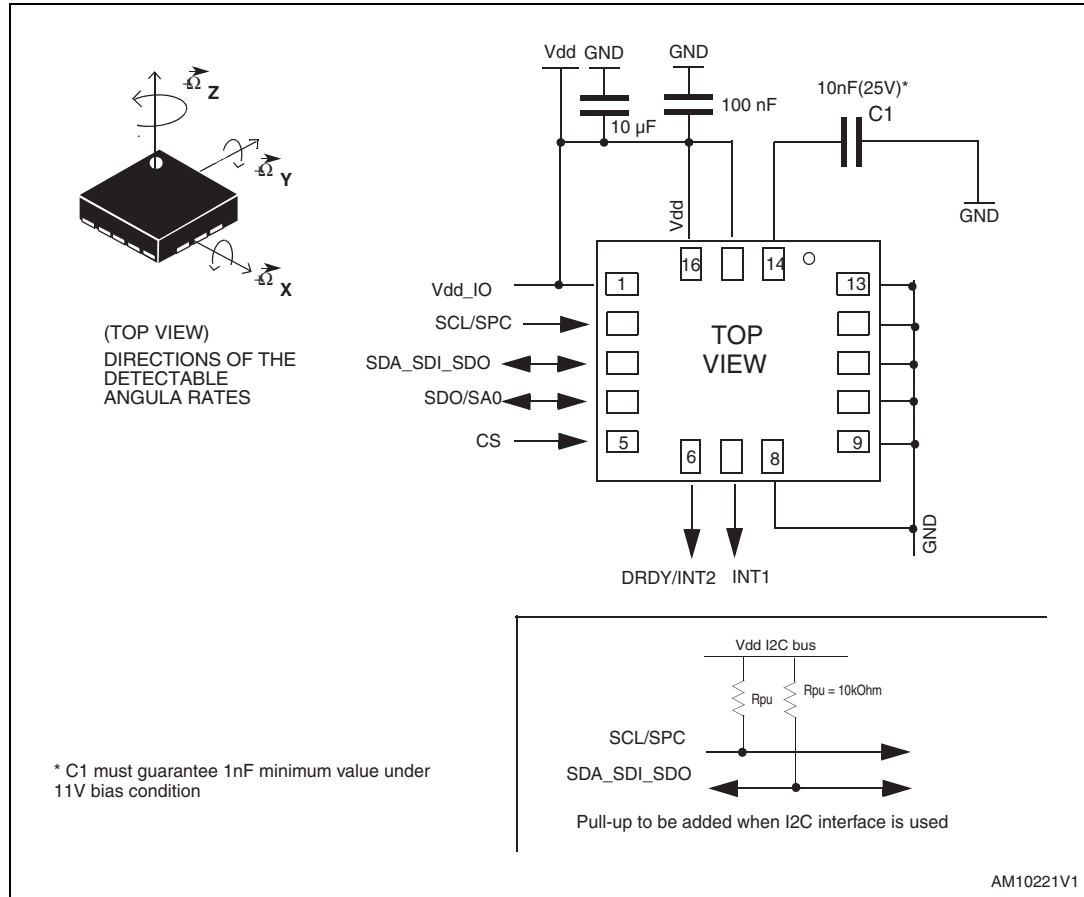 Vdd GND
GND
10 µF
100 nF
10nF(25V)*
C1
GND
+Ω Z
+Ω Y
+Ω X
(TOP VIEW)
DIRECTIONS OF THE
DETECTABLE
ANGULA RATES
Vdd
16
14
1
13
Vdd_IO
SCL/SPC
SDA_SDI_SDO
SDO/SA0
CS
TOP
VIEW
5
9
6
8
GND
DRDY/INT2 INT1
Vdd I2C bus
Rpu
Rpu = 10kOhm
SCL/SPC
SDA_SDI_SDO
Pull-up to be added when I2C interface is used
* C1 must guarantee 1nF minimum value under
11V bias condition
AM10221V1